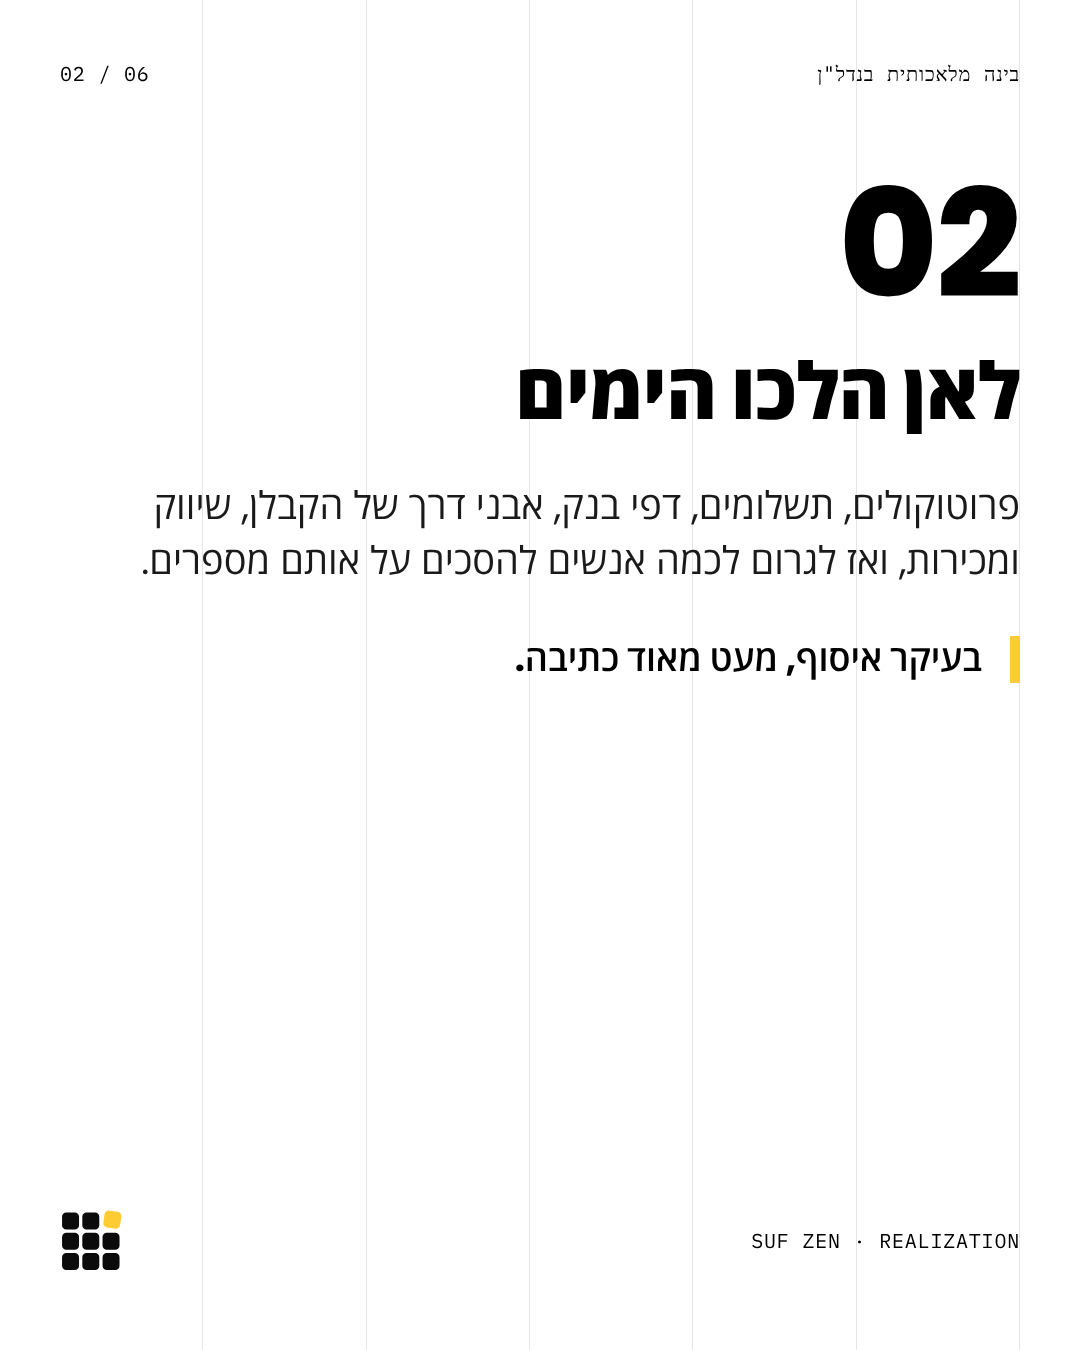 בינה מלאכותית בנדל"ן
02 / 06
02
לאן הלכו הימים
פרוטוקולים, תשלומים, דפי בנק, אבני דרך של הקבלן, שיווק
ומכירות, ואז לגרום לכמה אנשים להסכים על אותם מספרים.
בעיקר איסוף, מעט מאוד כתיבה.
SUF ZEN · REALIZATION